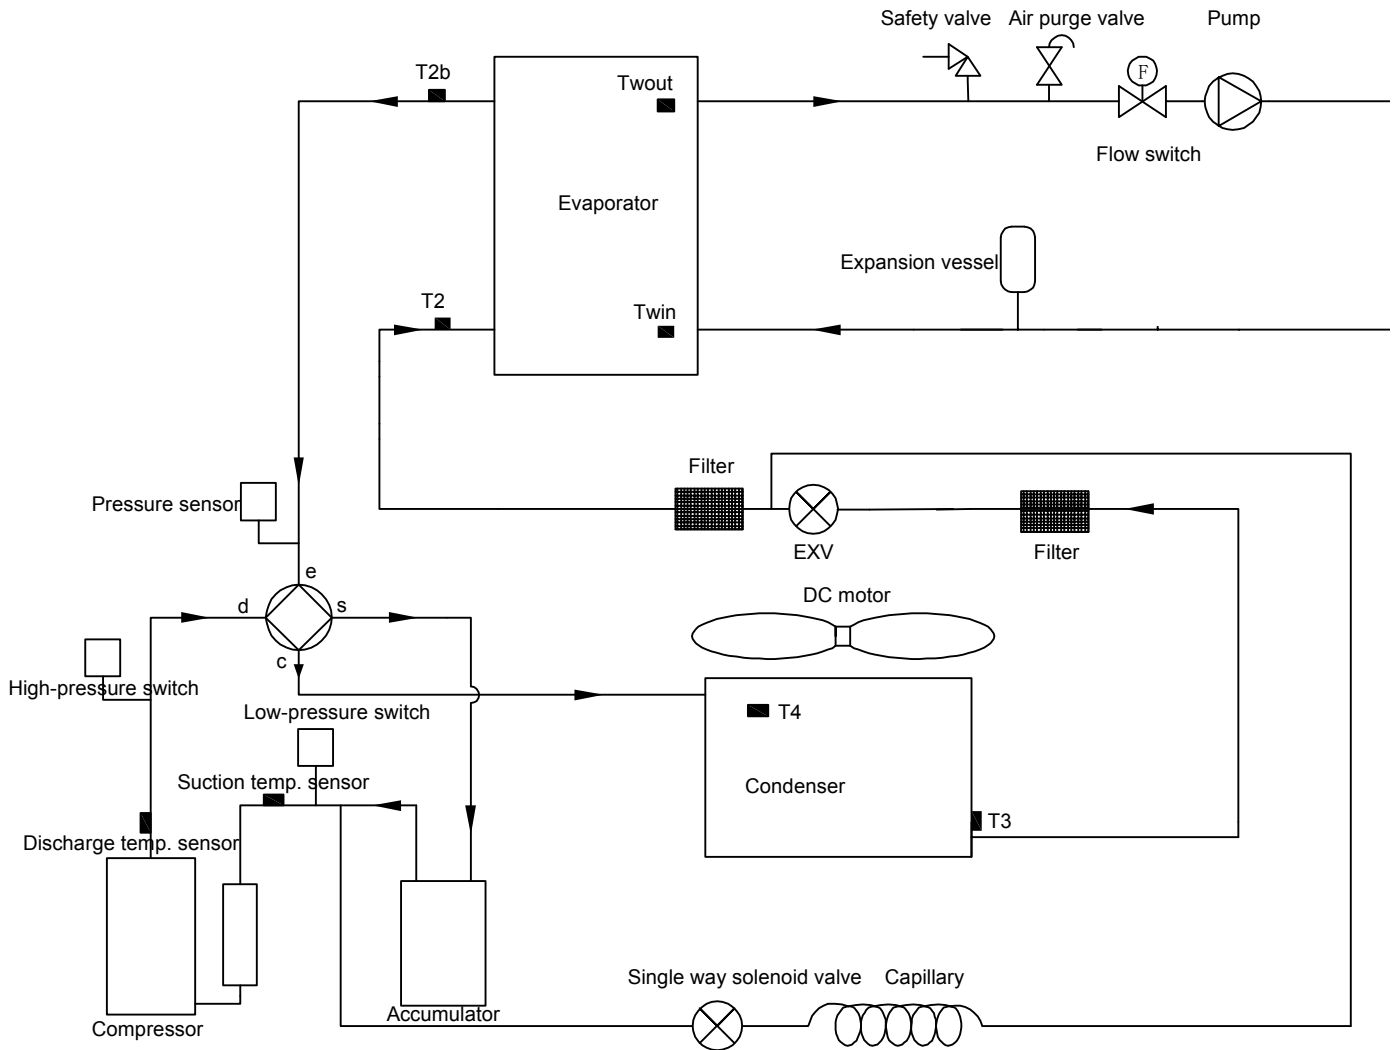 Safety valve
Air purge valve
Pump
T2b
Twout
F
Flow switch
Evaporator
Expansion vessel
T2
Twin
Filter
Pressure sensor
EXV
Filter
e
DC motor
d
s
c
High-pressure switch
Low-pressure switch
T4
Suction temp. sensor
Condenser
T3
Discharge temp. sensor
Single way solenoid valve
Capillary
Accumulator
Compressor